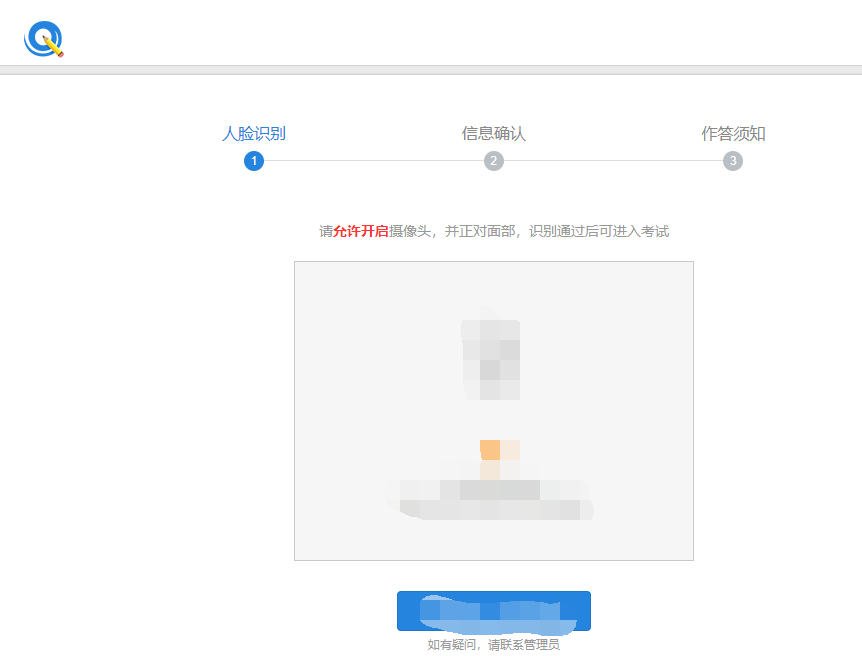 人脸识别 信息确认 作答须知
1 2 3
请允许开启摄像头，并正对面部，识别通过后可进入考试
如有疑问，请联系管理员